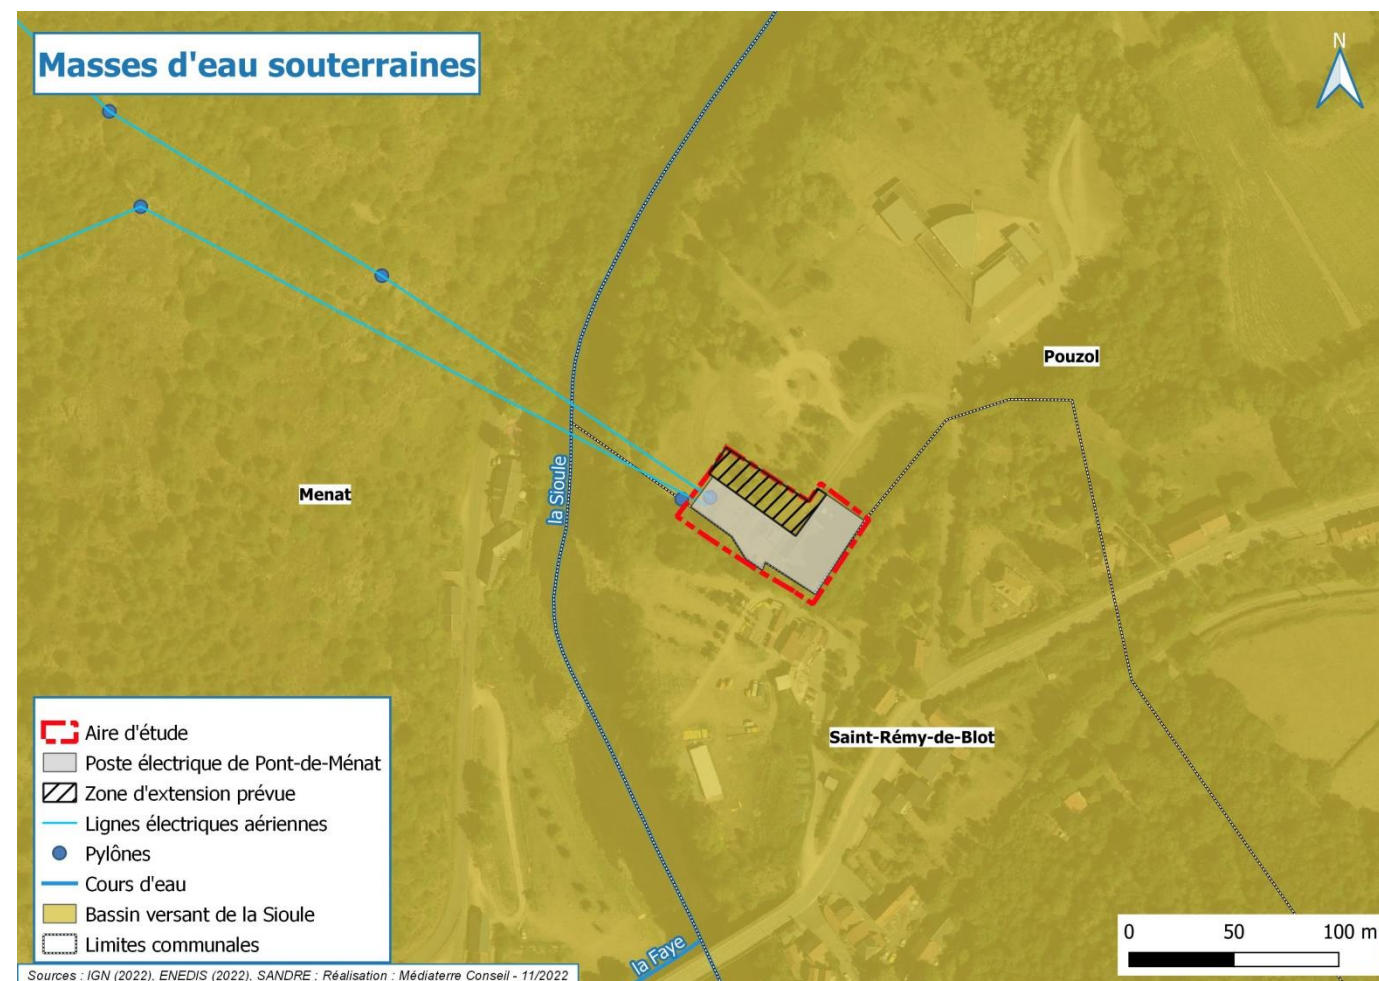 Masses d'eau souterraines
N
Pouzol
Menat
la Sioule
Saint-Rémy-de-Blot
la Faye
Aire d'étude
Poste électrique de Pont-de-Ménat
Zone d'extension prévue
Lignes électriques aériennes
Pylônes
Cours d'eau
Bassin versant de la Sioule
Limites communales
0 50 100 m
Sources : IGN (2022), ENEDIS (2022), SANDRE ; Réalisation : Médiaterre Conseil - 11/2022